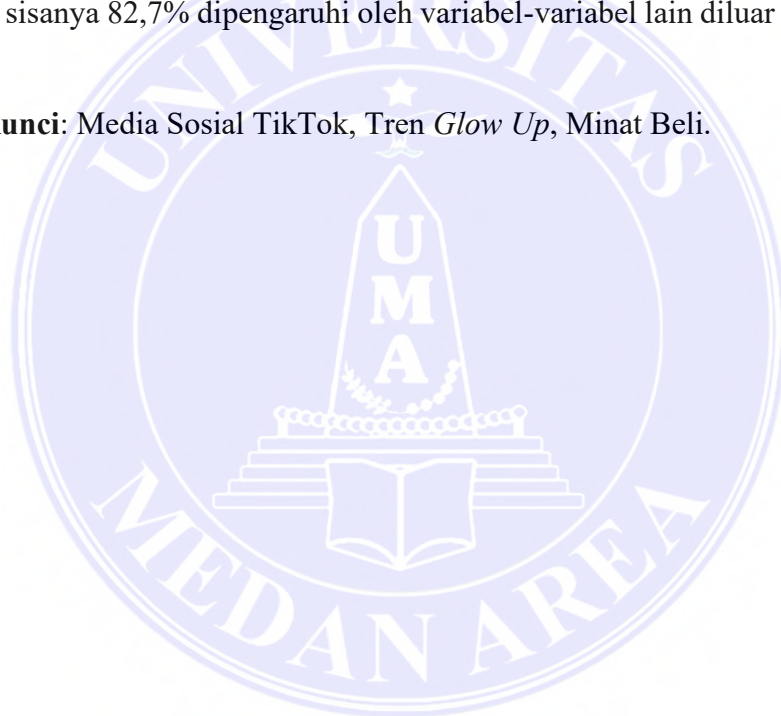 sisanya 82,7% dipengaruhi oleh variabel-variabel lain diluar
unci: Media Sosial TikTok, Tren Glow Up, Minat Beli.
UNIVERSITAS
UMA
MEDAN AREA